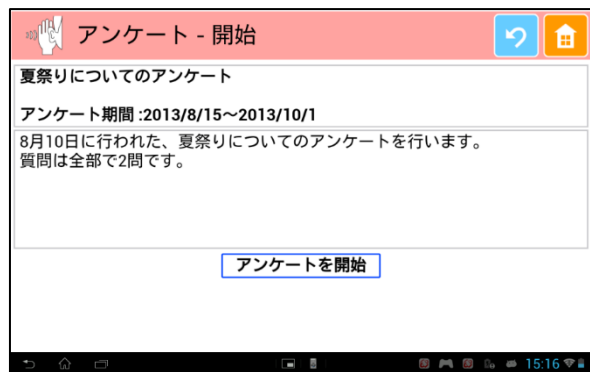 アンケート - 開始
夏祭りについてのアンケート
アンケート期間 :2013/8/15～2013/10/1
8月10日に行われた、夏祭りについてのアンケートを行います。
質問は全部で2問です。
アンケートを開始
15:16